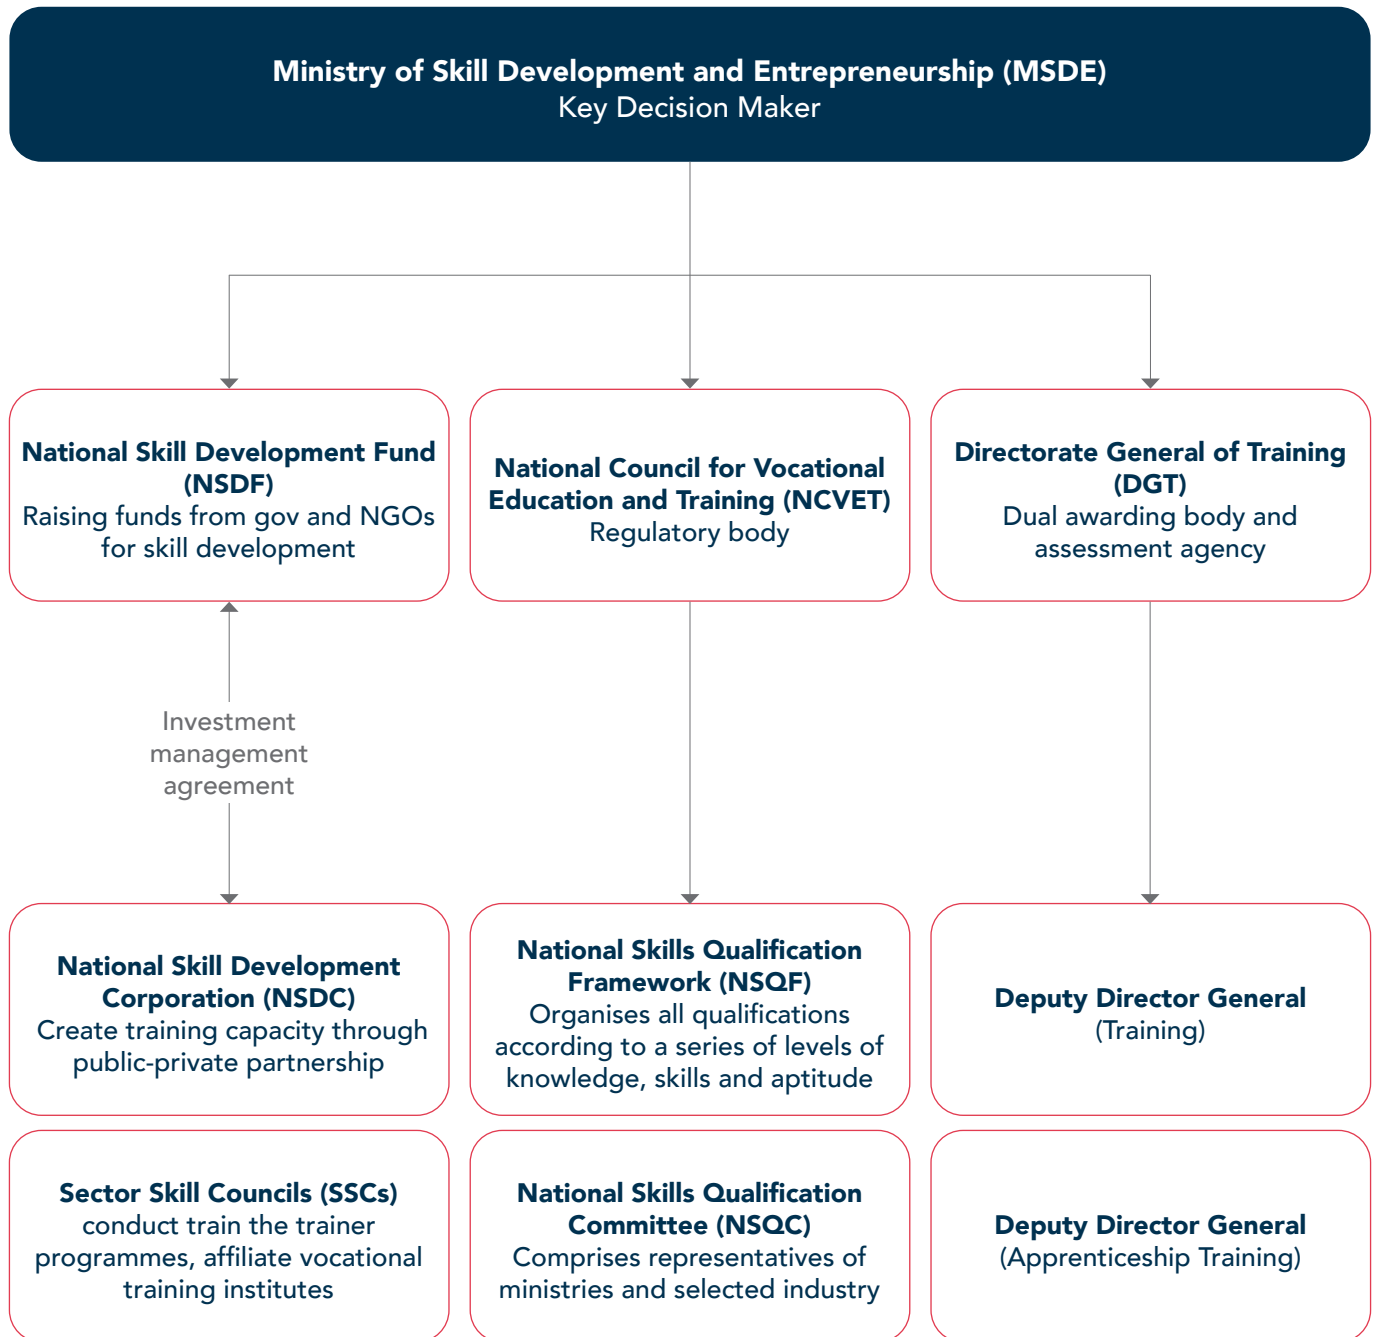 Ministry of Skill Development and Entrepreneurship (MSDE)
Key Decision Maker
National Skill Development Fund
(NSDF)
Raising funds from gov and NGOs
for skill development
National Council for Vocational
Education and Training (NCVET)
Regulatory body
Directorate General of Training
(DGT)
Dual awarding body and
assessment agency
Investment
management
agreement
National Skill Development
Corporation (NSDC)
Create training capacity through
public-private partnership
National Skills Qualification
Framework (NSQF)
Organises all qualifications
according to a series of levels of
knowledge, skills and aptitude
Deputy Director General
(Training)
Sector Skill Councils (SSCs)
conduct train the trainer
programmes, affiliate vocational
training institutes
National Skills Qualification
Committee (NSQC)
Comprises representatives of
ministries and selected industry
Deputy Director General
(Apprenticeship Training)